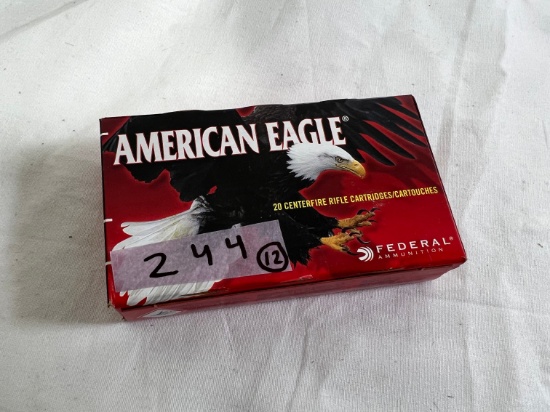 AMERICAN EAGLE®
20 CENTERFIRE RIFLE CARTRIDGES/CARTOUCHES
244 12
FEDERAL®
AMMUNITION